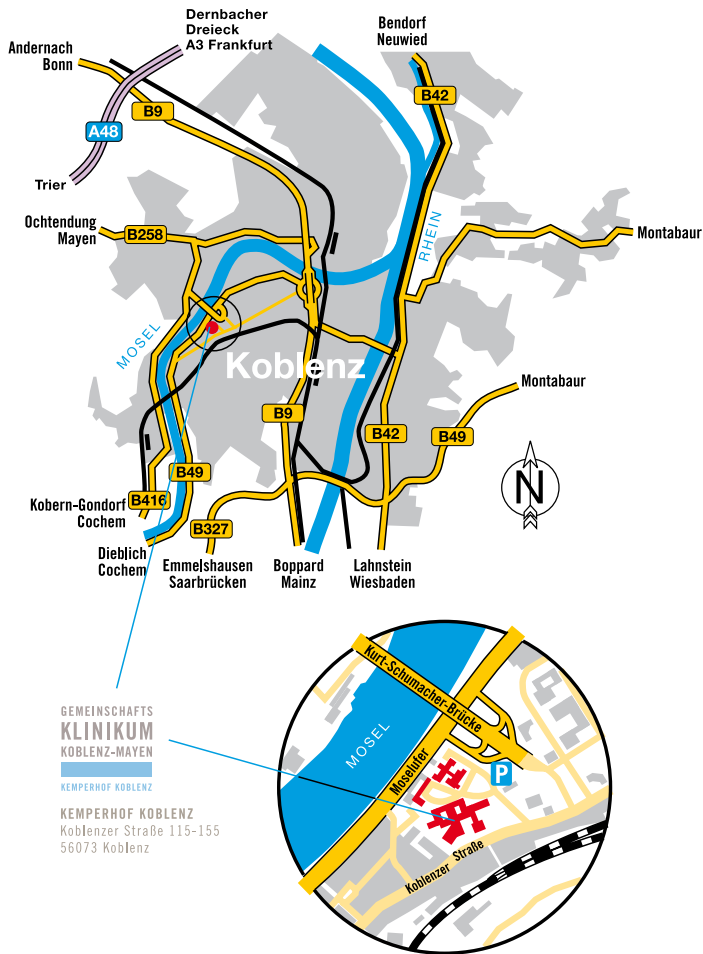 Dernbacher
Dreieck
A3 Frankfurt
Bendorf
Neuwied
Andernach
Bonn
B42
B9
A48
Trier
Ochtendung
Mayen
B258
RHEIN
Montabaur
MOSEL
Koblenz
Montabaur
B9
B42
B49
B49
N
B416
Kobern-Gondorf
Cochem
B327
Dieblich
Cochem
Emmelshausen
Saarbrücken
Boppard
Mainz
Lahnstein
Wiesbaden
Kurt-Schumacher-Brücke
MOSEL
Moselufer
P
Koblenzer Straße
GEMEINSCHAFTS
KLINIKUM
KOBLENZ-MAYEN
KEMPERHOF KOBLENZ
KEMPERHOF KOBLENZ
Koblenzer Straße 115-155
56073 Koblenz